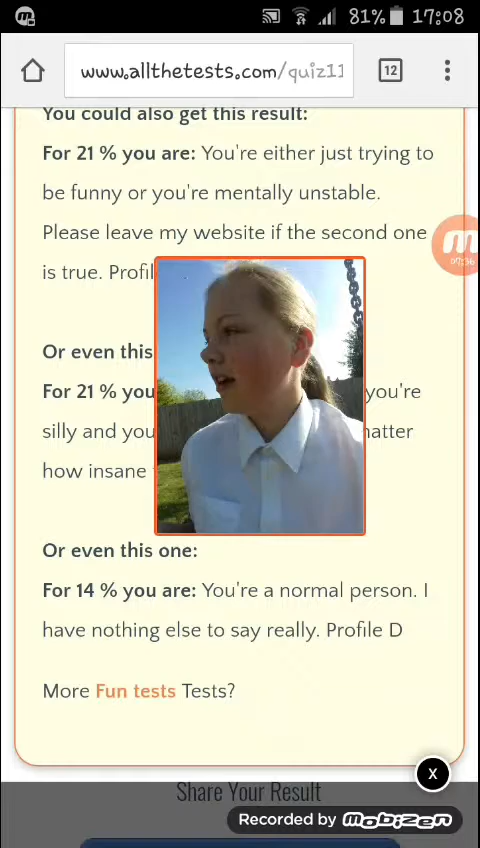 81% 17:08
www.allthetests.com/quiz11
12
You could also get this result:
For 21 % you are: You're either just trying to
be funny or you're mentally unstable.
Please leave my website if the second one
is true.
07:36
Or even this
For 21 % you you're
silly and you
how insane
Or even this one:
For 14 % you are: You're a normal person. I
have nothing else to say really. Profile D
More Fun tests Tests?
X
Share Your Result
Recorded by mobizen